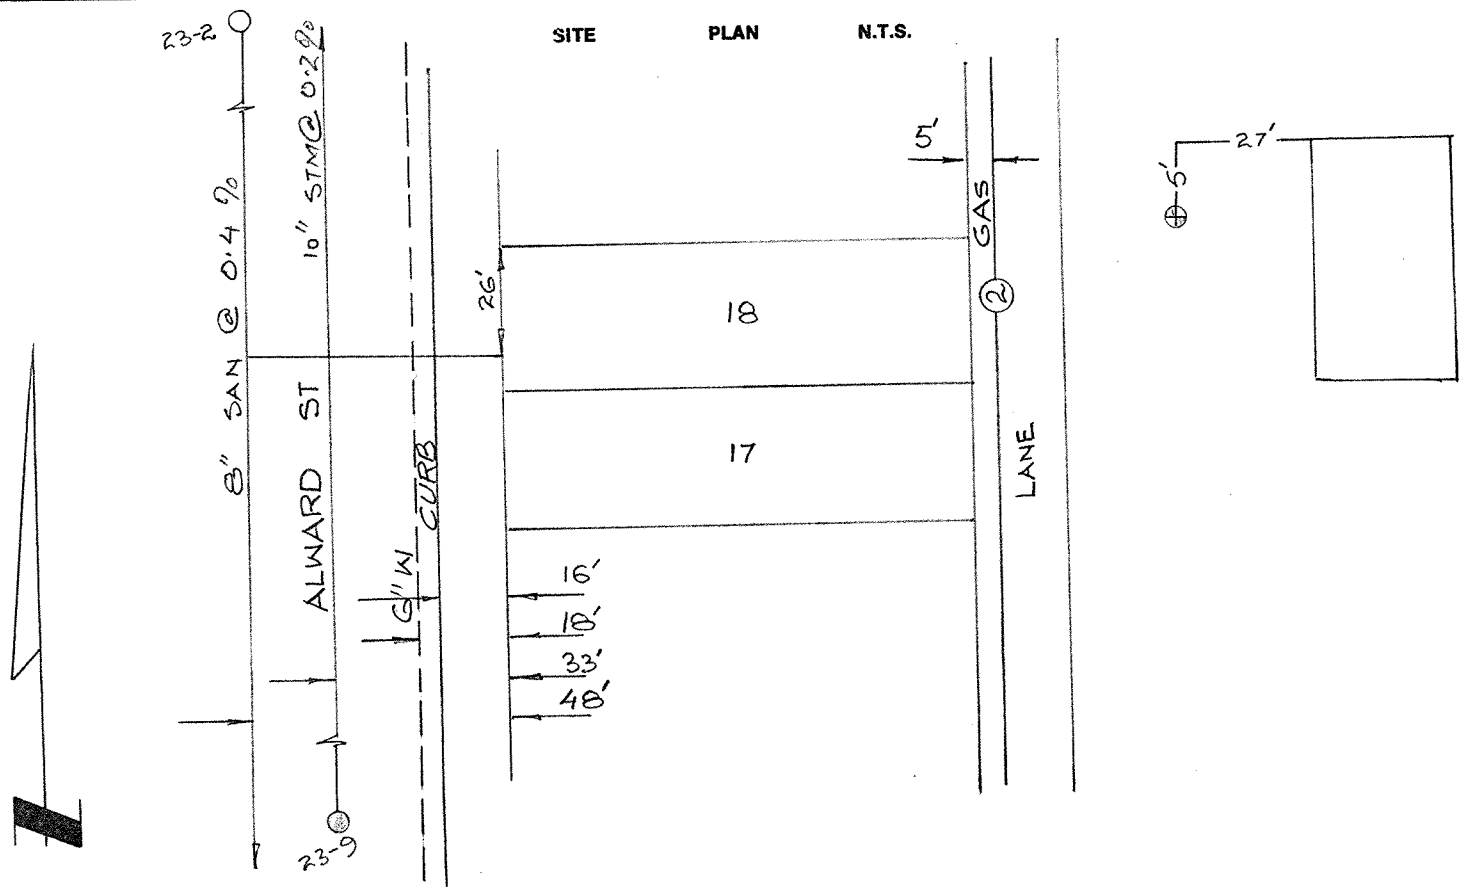 SITE PLAN N.T.S.
23-2
10" STM @ 0.2%
8" SAN @ 0.4%
5'
27'
5'
GAS
26'
18
2
ALWARD ST
CURB
17
LANE
6" W
16'
18'
33'
48'
23-9